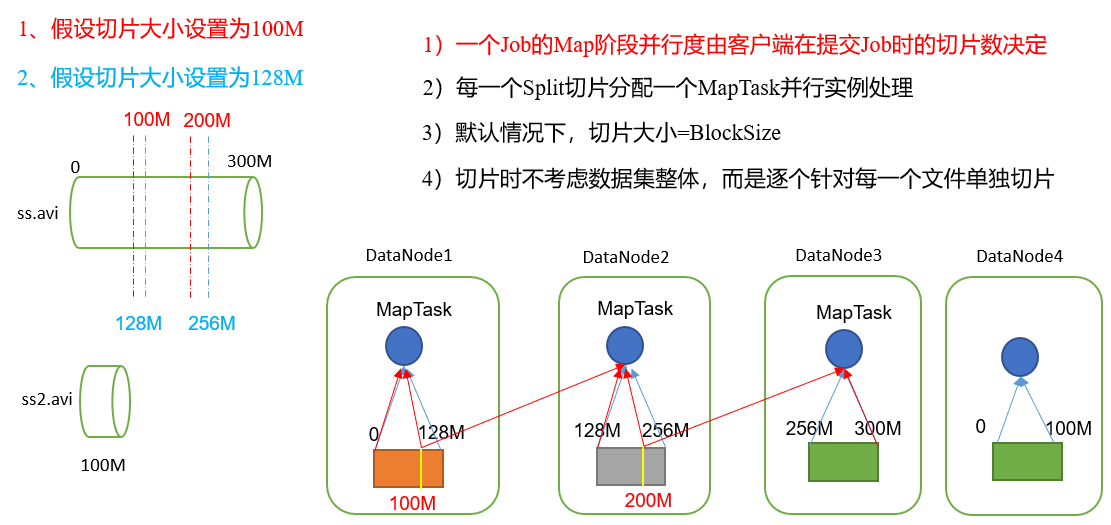 1、假设切片大小设置为100M
2、假设切片大小设置为128M
100M
200M
0
300M
ss.avi
128M
256M
ss2.avi
100M
1）一个Job的Map阶段并行度由客户端在提交Job时的切片数决定
2）每一个Split切片分配一个MapTask并行实例处理
3）默认情况下，切片大小=BlockSize
4）切片时不考虑数据集整体，而是逐个针对每一个文件单独切片
DataNode1
MapTask
0
128M
100M
DataNode2
MapTask
128M
256M
200M
DataNode3
MapTask
256M
300M
DataNode4
0
100M